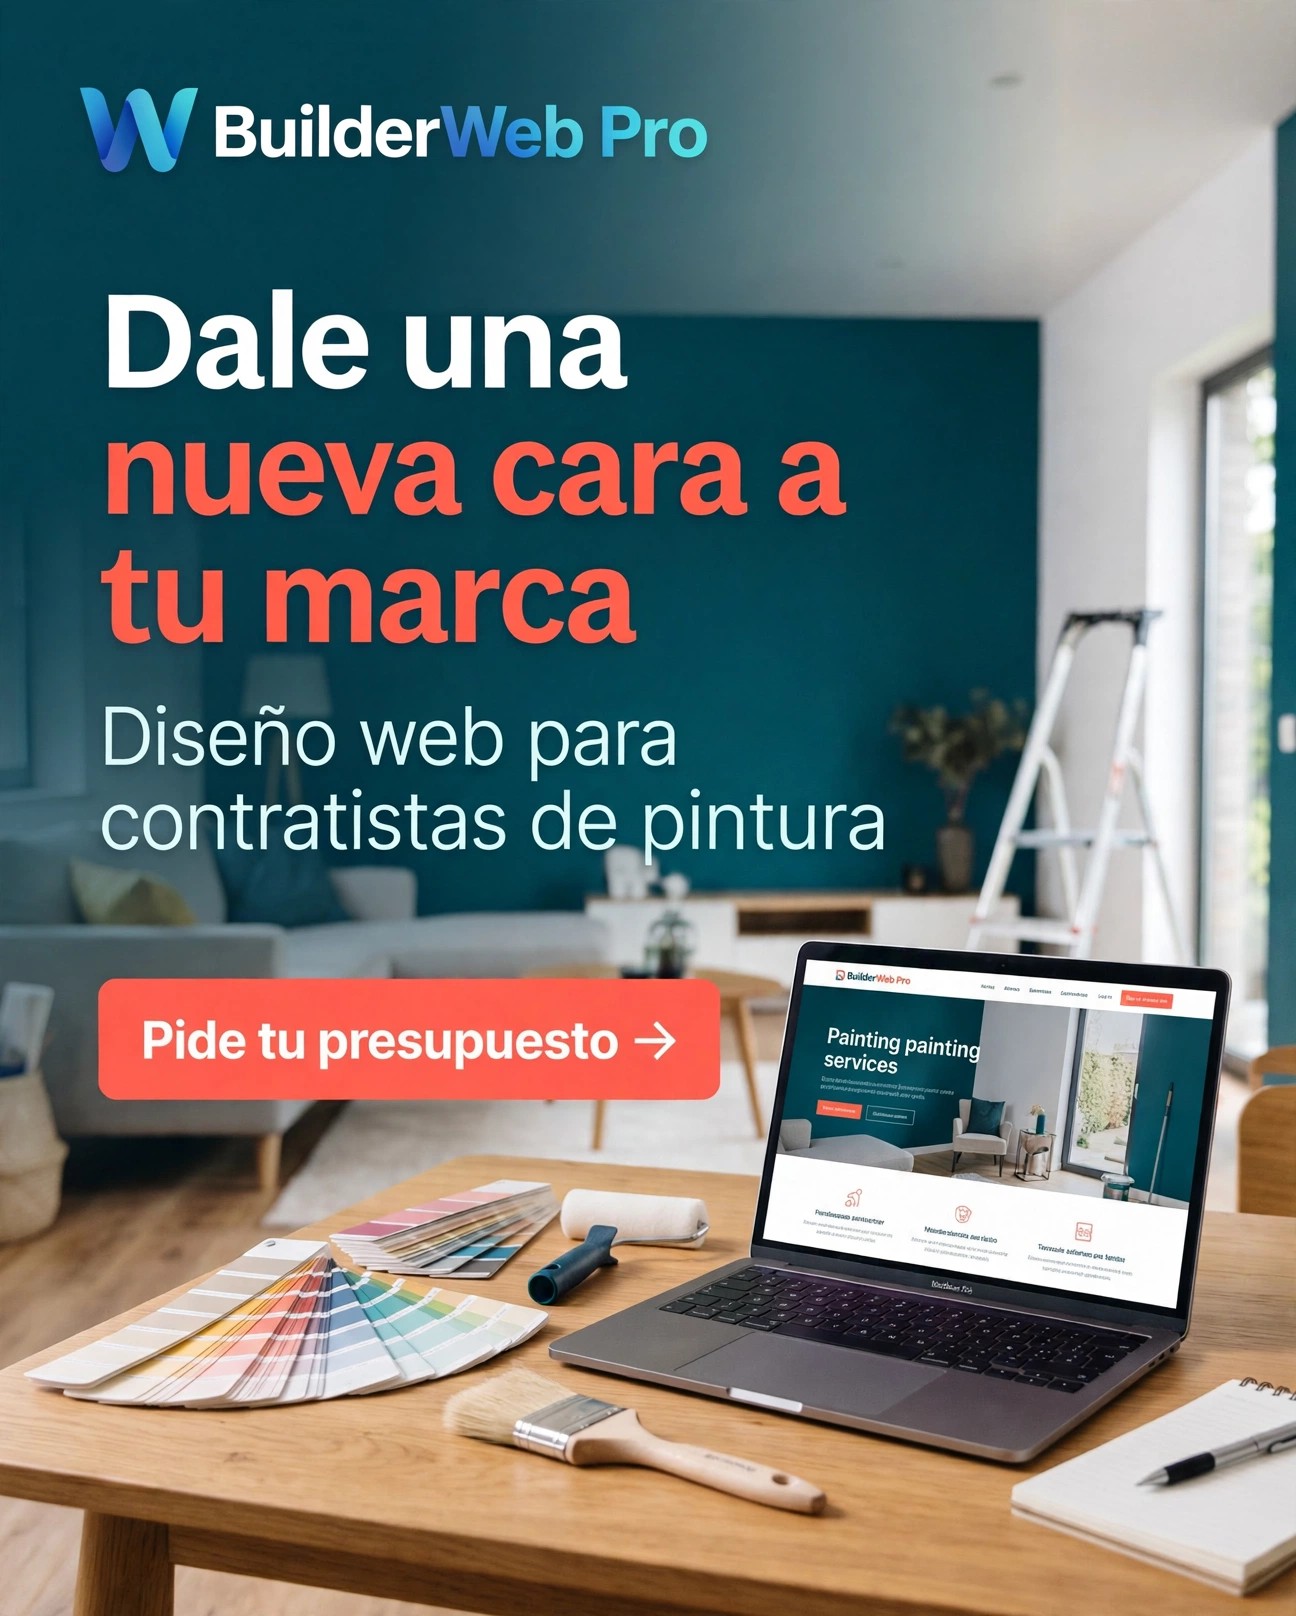 BuilderWeb Pro
Dale una
nueva cara a
tu marca
Diseño web para
contratistas de pintura
Pide tu presupuesto →
BuilderWeb Pro
Painting painting
services